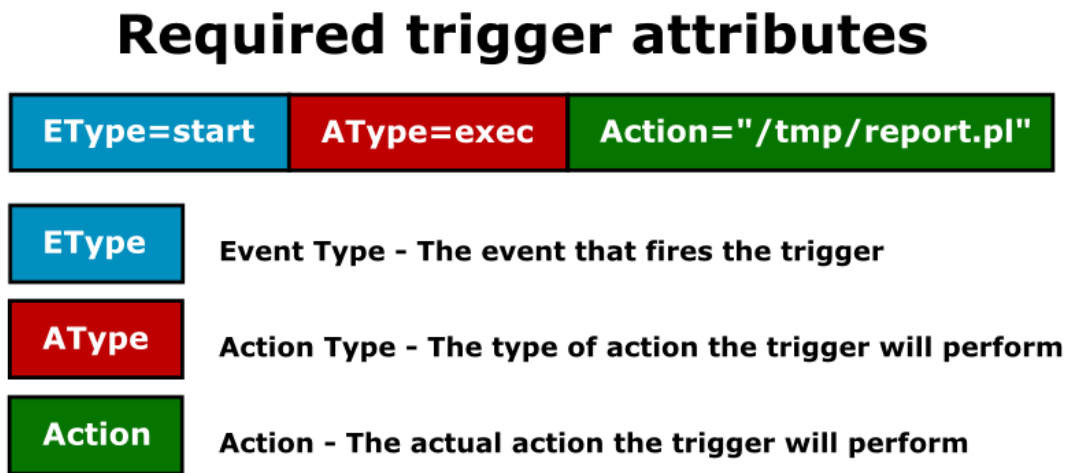 Required trigger attributes
EType=start AType=exec Action="/tmp/report.pl"
EType Event Type - The event that fires the trigger
AType Action Type - The type of action the trigger will perform
Action Action - The actual action the trigger will perform